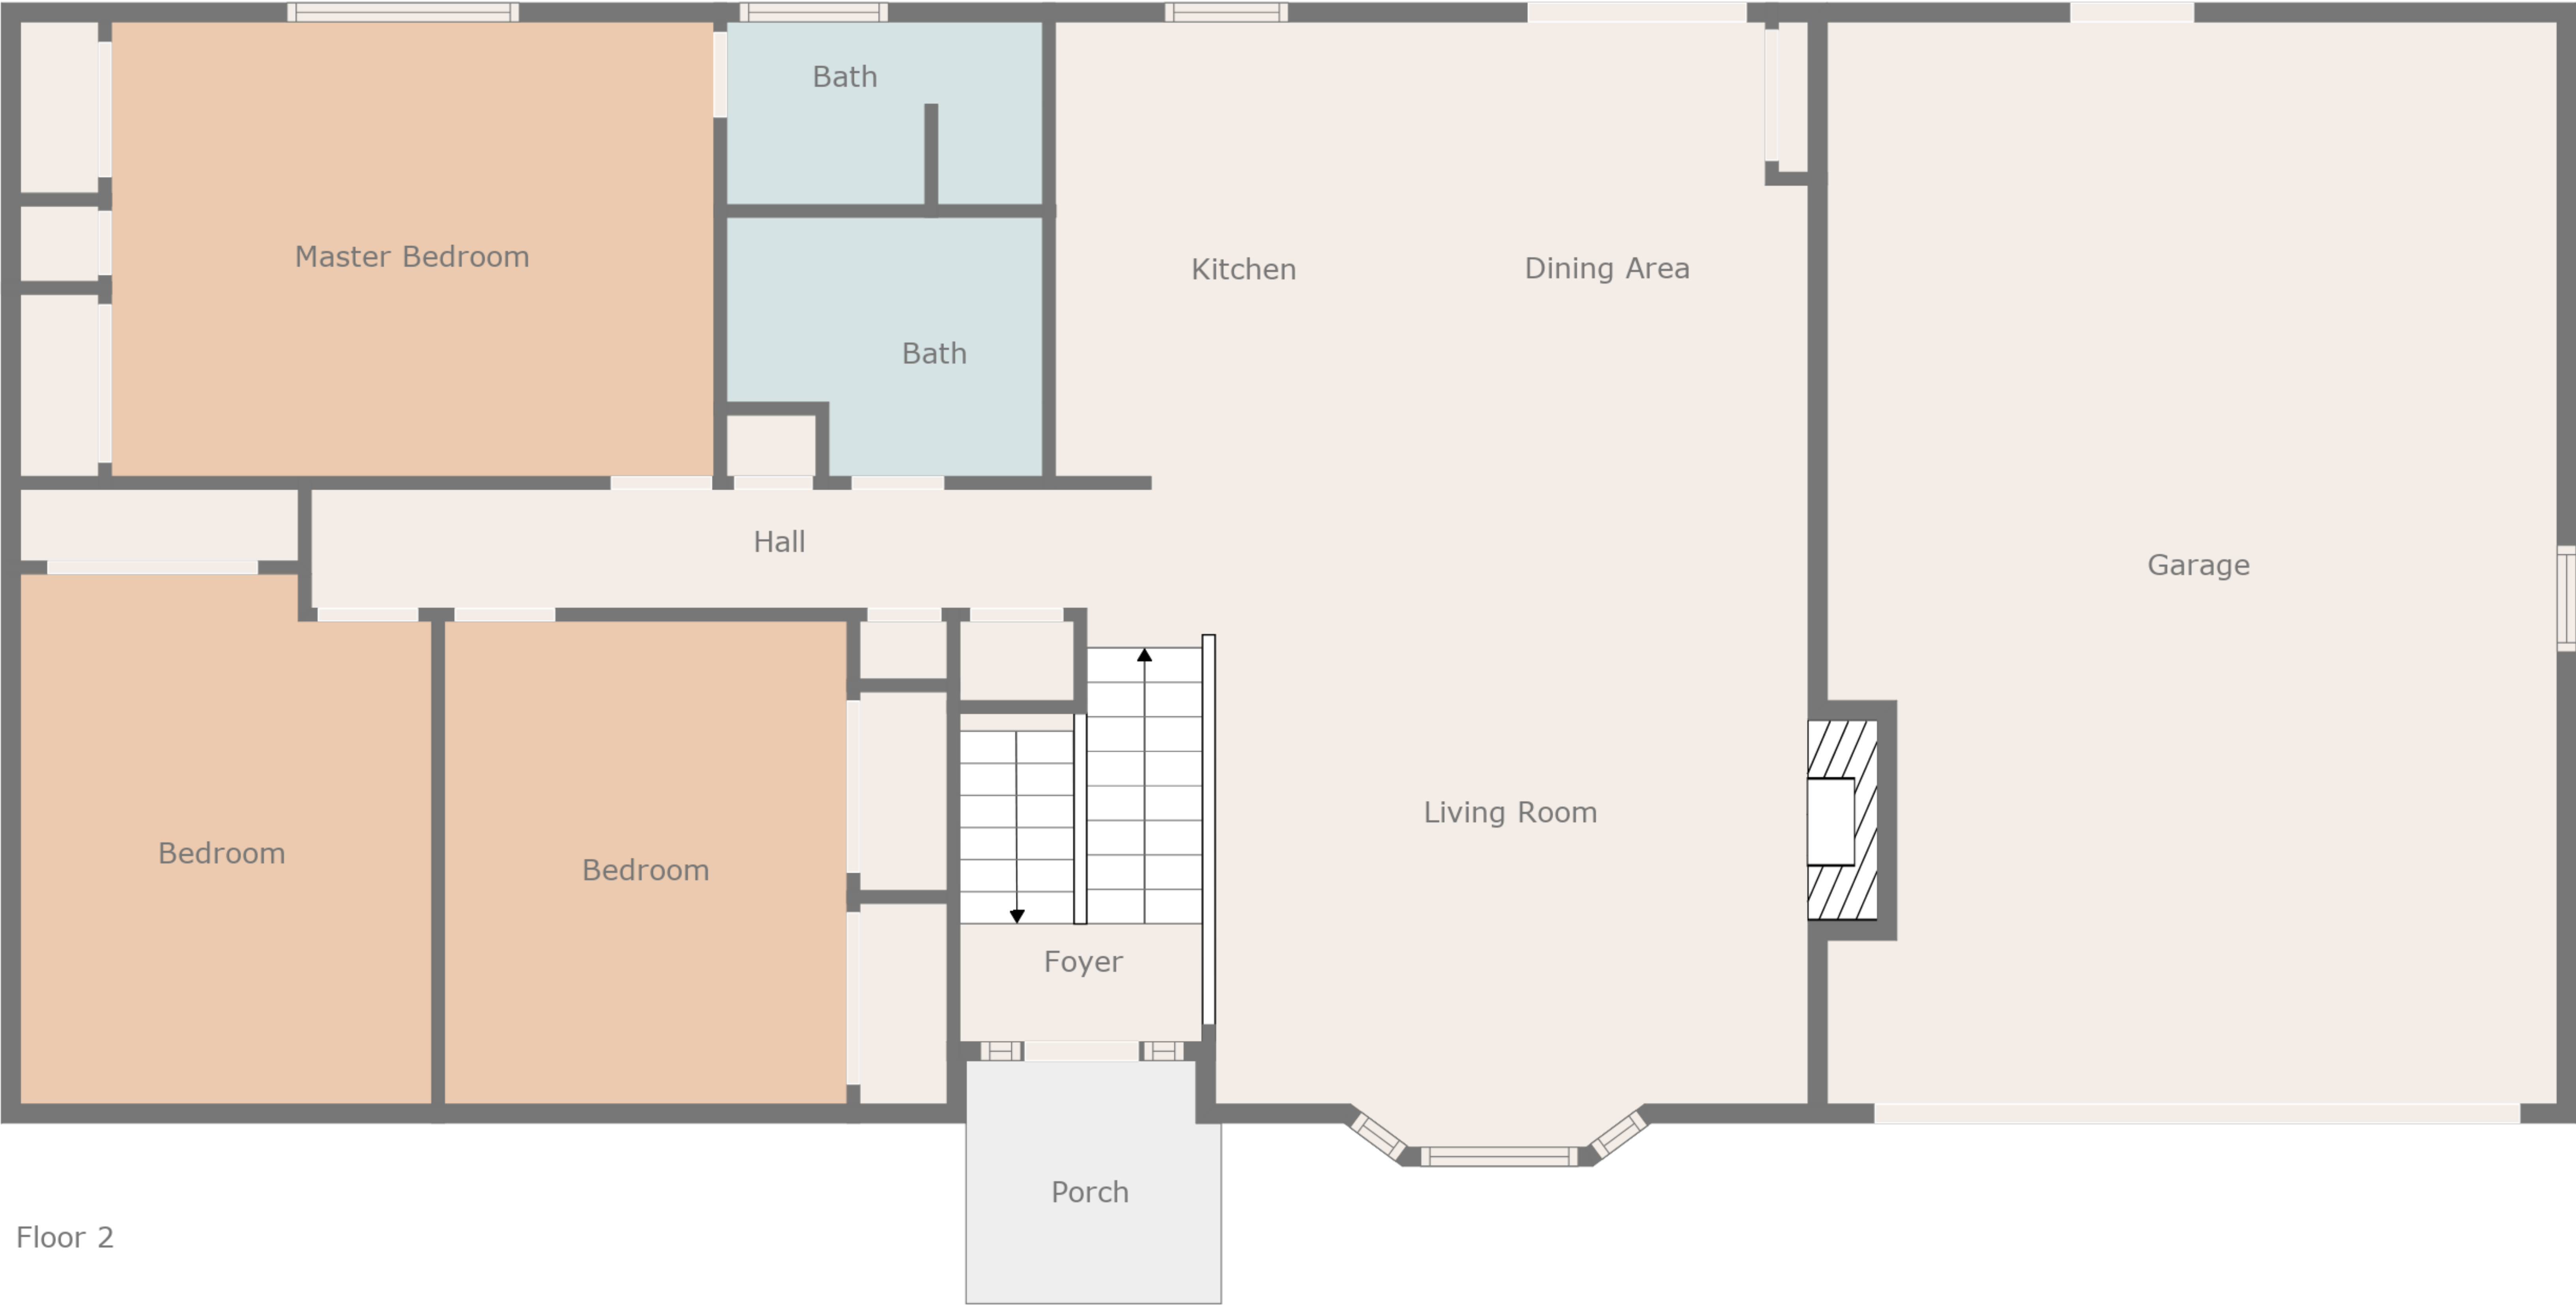 Bath
Master Bedroom
Kitchen
Dining Area
Bath
Hall
Garage
Living Room
Bedroom
Bedroom
Foyer
Porch
Floor 2